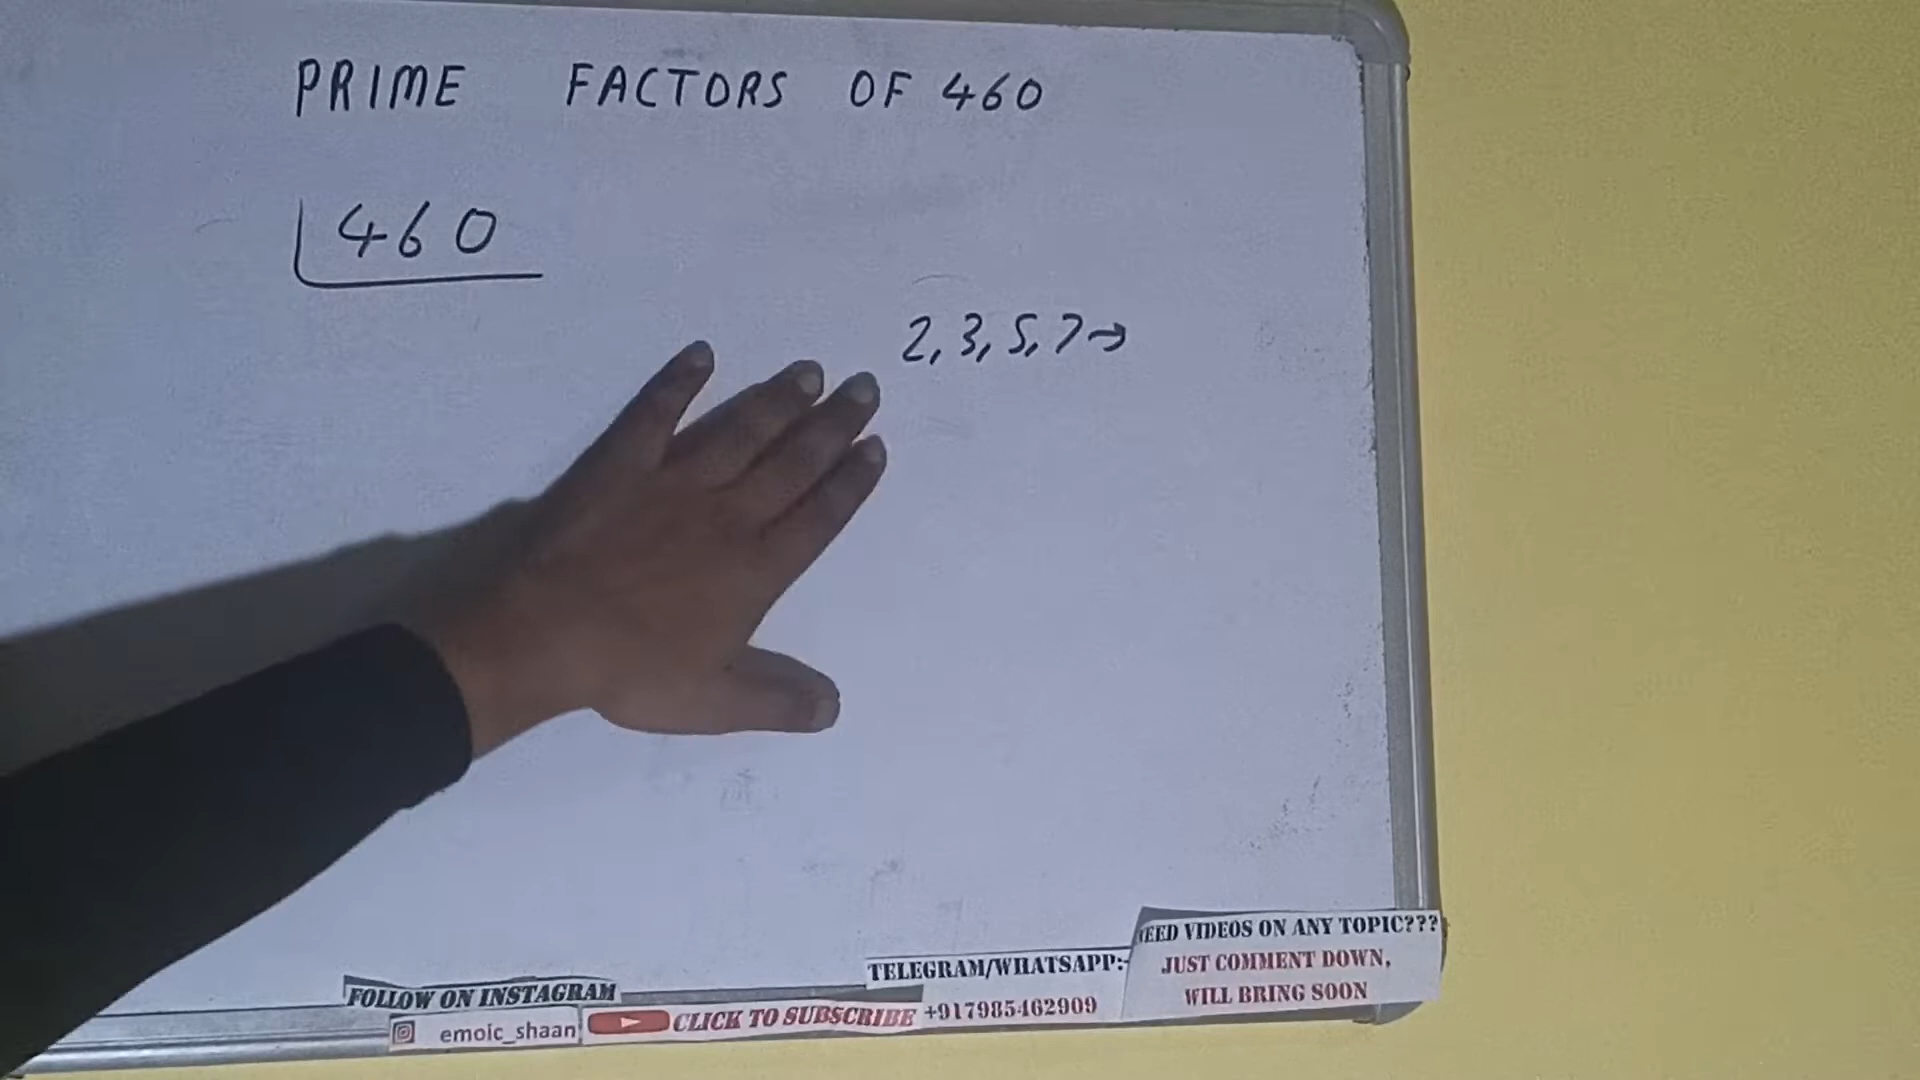 PRIME FACTORS OF 460
460
2, 3, 5, 7→
FOLLOW ON INSTAGRAM
emoic_shaan
CLICK TO SUBSCRIBE
TELEGRAM/WHATSAPP:-
+917985462909
EED VIDEOS ON ANY TOPIC???
JUST COMMENT DOWN,
WILL BRING SOON